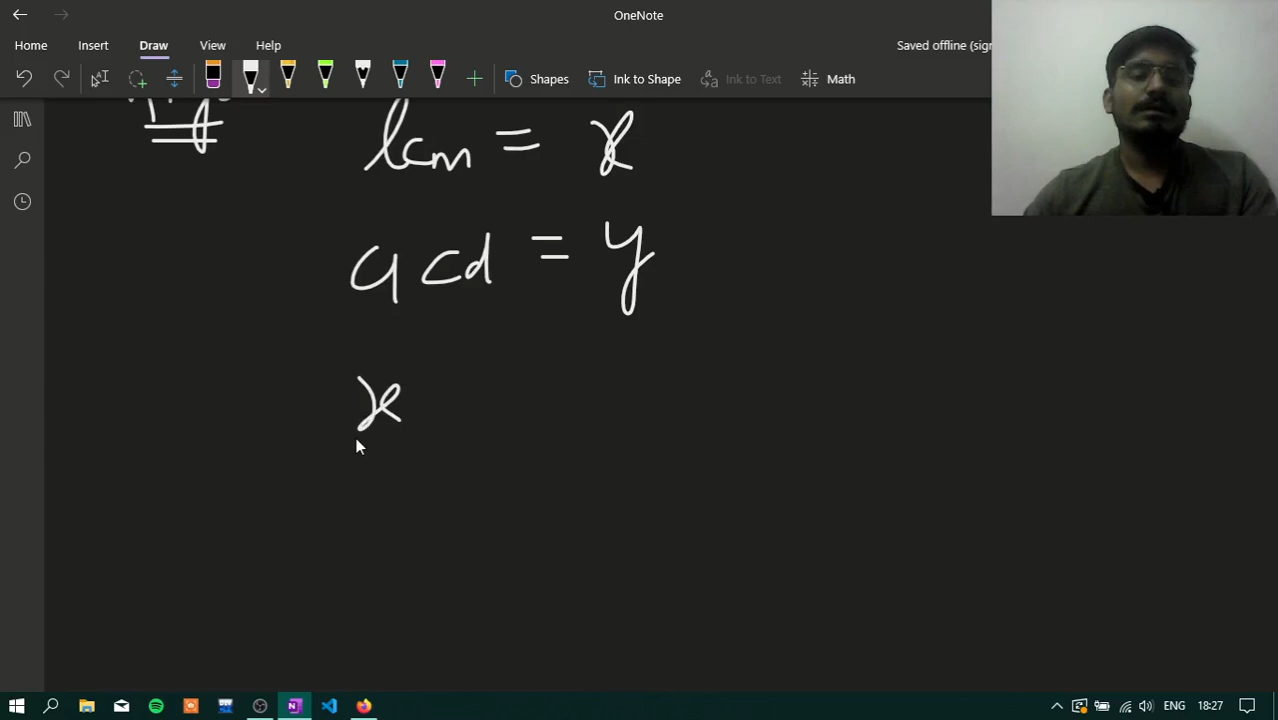 OneNote
Home Insert Draw View Help Saved offline (sign
Shapes Ink to Shape Ink to Text Math
lcm = x
gcd = y
x
ENG 18:27